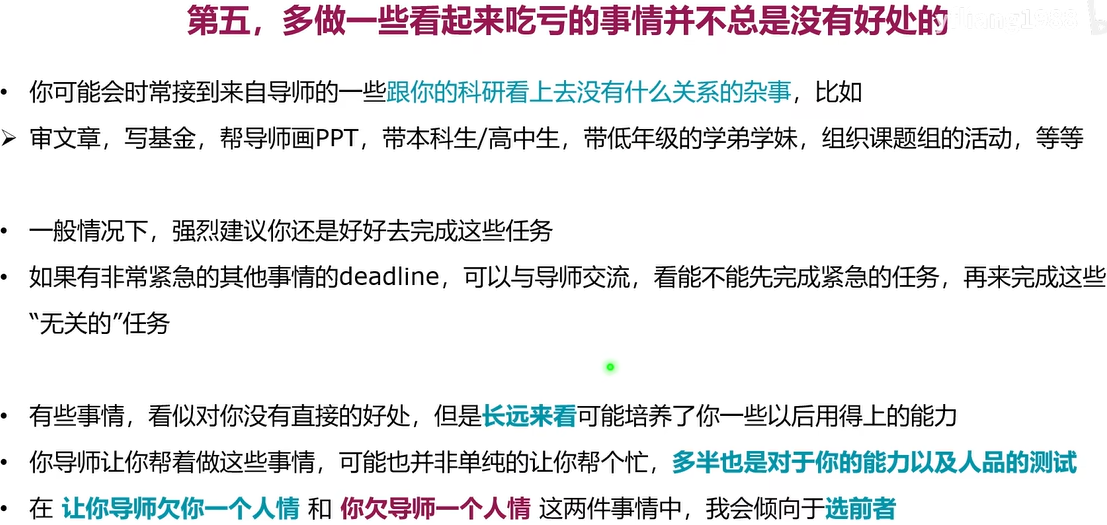 第五，多做一些看起来吃亏的事情并不总是没有好处的
• 你可能会时常接到来自导师的一些跟你的科研看上去没有什么关系的杂事，比如
➢ 审文章，写基金，帮导师画PPT，带本科生/高中生，带低年级的学弟学妹，组织课题组的活动，等等
• 一般情况下，强烈建议你还是好好去完成这些任务
• 如果有非常紧急的其他事情的deadline，可以与导师交流，看能不能先完成紧急的任务，再来完成这些
“无关的”任务
• 有些事情，看似对你没有直接的好处，但是长远来看可能培养了你一些以后用得上的能力
• 你导师让你帮着做这些事情，可能也并非单纯的让你帮个忙，多半也是对于你的能力以及人品的测试
• 在 让你导师欠你一个人情 和 你欠导师一个人情 这两件事情中，我会倾向于选前者